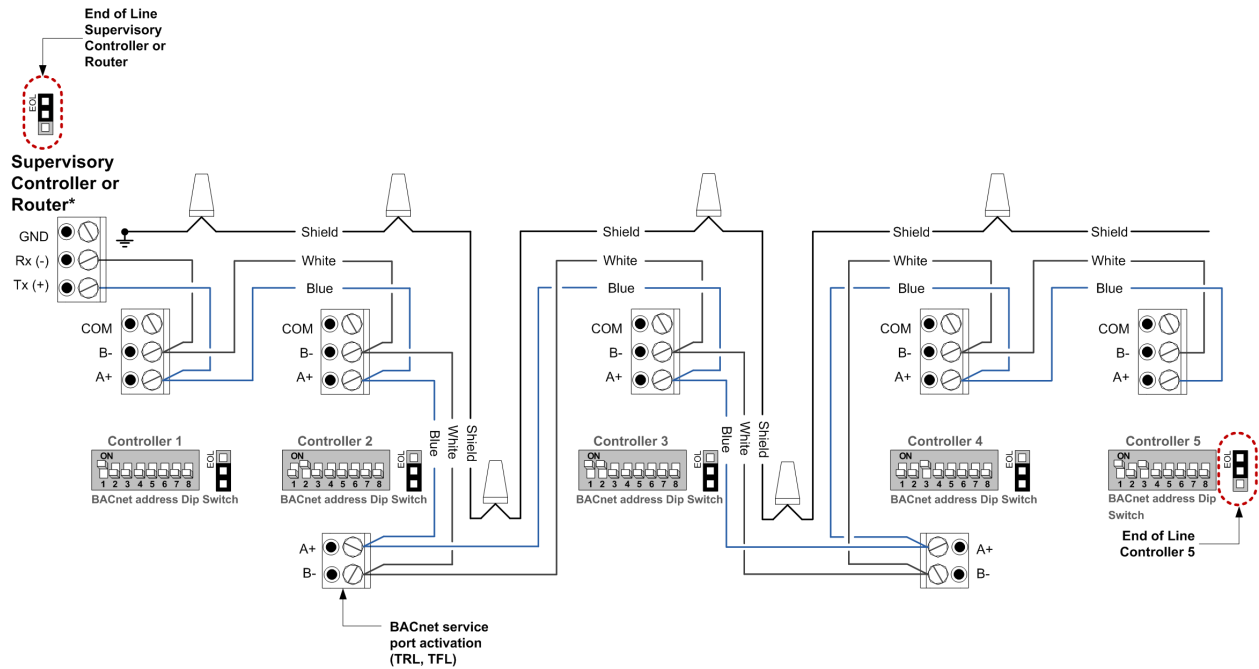 End of Line
Supervisory
Controller or
Router
EOL
Supervisory
Controller or
Router*
GND
Rx (-)
Tx (+)
Shield
White
Blue
Shield
White
Blue
Shield
White
Blue
Shield
White
Blue
COM
B-
A+
COM
B-
A+
COM
B-
A+
COM
B-
A+
COM
B-
A+
Blue
White
Shield
Blue
White
Shield
Controller 1
ON
1 2 3 4 5 6 7 8
EOL
BACnet address Dip Switch
Controller 2
ON
1 2 3 4 5 6 7 8
EOL
BACnet address Dip Switch
Controller 3
ON
1 2 3 4 5 6 7 8
EOL
BACnet address Dip Switch
Controller 4
ON
1 2 3 4 5 6 7 8
EOL
BACnet address Dip Switch
Controller 5
ON
1 2 3 4 5 6 7 8
EOL
BACnet address Dip
Switch
End of Line
Controller 5
A+
B-
A+
B-
BACnet service
port activation
(TRL, TFL)